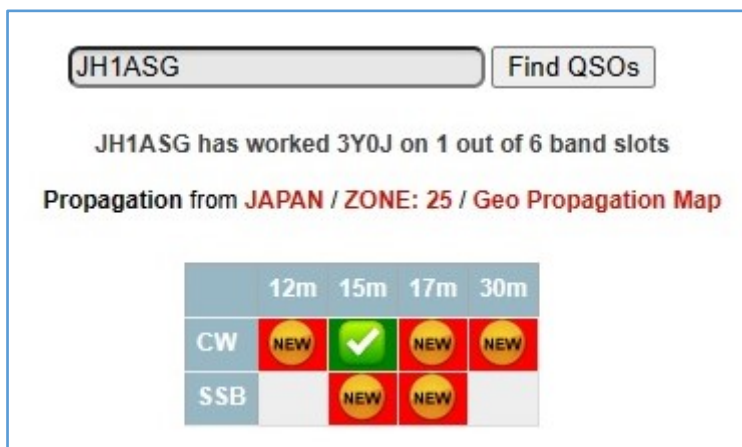 JH1ASG Find QSOs
JH1ASG has worked 3Y0J on 1 out of 6 band slots
Propagation from JAPAN / ZONE: 25 / Geo Propagation Map
12m 15m 17m 30m
CW NEW NEW NEW
SSB NEW NEW